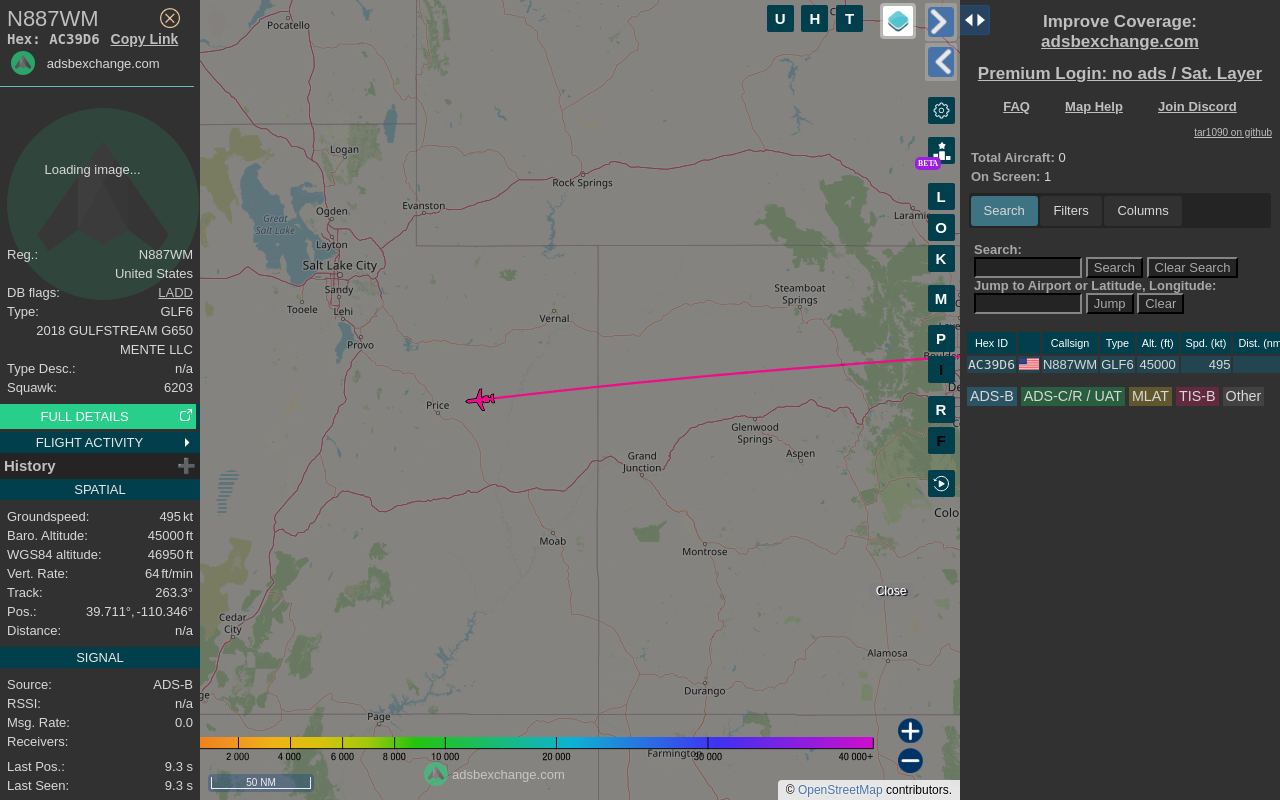 N887WM
Hex: AC39D6 Copy Link
adsbexchange.com
Loading image...
Reg.: N887WM
United States
DB flags: LADD
Type: GLF6
2018 GULFSTREAM G650
MENTE LLC
Type Desc.: n/a
Squawk: 6203
FULL DETAILS
FLIGHT ACTIVITY
History
SPATIAL
Groundspeed: 495 kt
Baro. Altitude: 45000 ft
WGS84 altitude: 46950 ft
Vert. Rate: 64 ft/min
Track: 263.3°
Pos.: 39.711°, -110.346°
Distance: n/a
SIGNAL
Source: ADS-B
RSSI: n/a
Msg. Rate: 0.0
Receivers:
Last Pos.: 9.3 s
Last Seen: 9.3 s
Pocatello
Logan
Rock Springs
Evanston
Ogden
Great
Salt Lake
Layton
Salt Lake City
Sandy
Tooele
Lehi
Provo
Vernal
Steamboat
Springs
Price
Glenwood
Springs
Grand
Junction
Aspen
Moab
Montrose
Cedar
City
Alamosa
Durango
Page
Farmington
Colo
U H T
BETA
L
O
K
M
P
I
R
F
Close
2 000 4 000 6 000 8 000 10 000 20 000 30 000 40 000+
adsbexchange.com
50 NM
© OpenStreetMap contributors.
Improve Coverage:
adsbexchange.com
Premium Login: no ads / Sat. Layer
FAQ Map Help Join Discord
tar1090 on github
Total Aircraft: 0
On Screen: 1
Search Filters Columns
Search:
Search Clear Search
Jump to Airport or Latitude, Longitude:
Jump Clear
Hex ID Callsign Type Alt. (ft) Spd. (kt) Dist. (nm
AC39D6 N887WM GLF6 45000 495
ADS-B ADS-C/R / UAT MLAT TIS-B Other